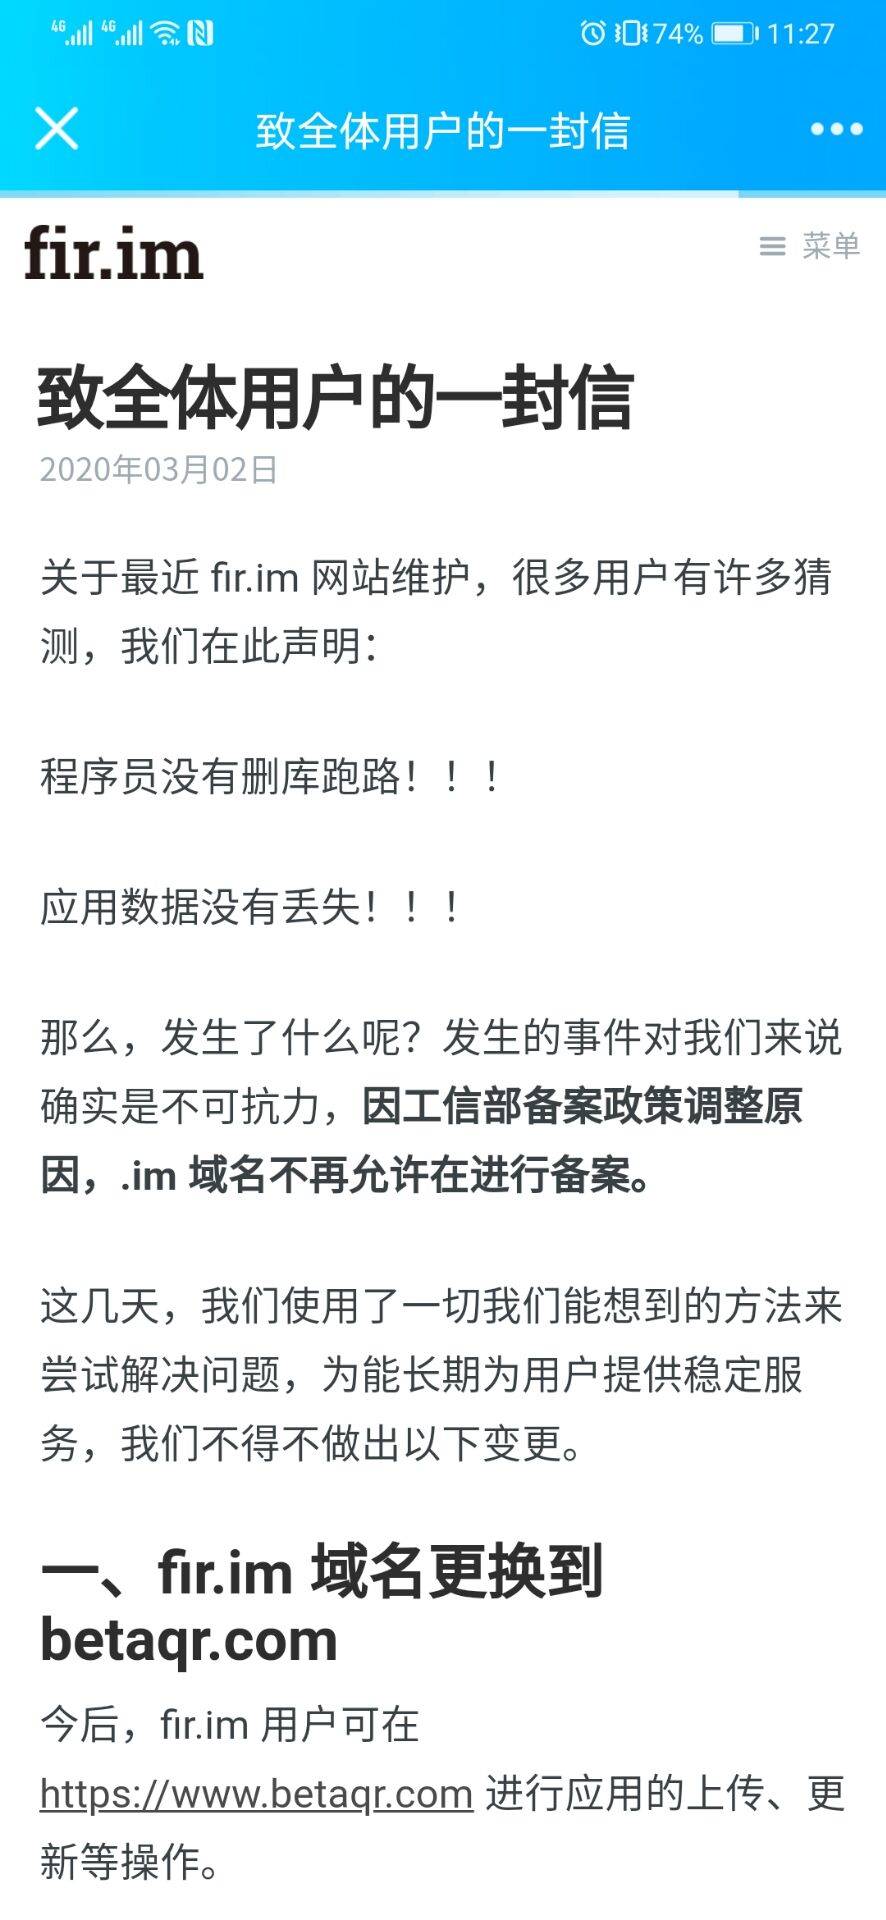 4G 4G 74% 11:27
致全体用户的一封信
fir.im 菜单
致全体用户的一封信
2020年03月02日
关于最近 fir.im 网站维护，很多用户有许多猜
测，我们在此声明：
程序员没有删库跑路！！！
应用数据没有丢失！！！
那么，发生了什么呢？发生的事件对我们来说
确实是不可抗力，因工信部备案政策调整原
因，.im 域名不再允许在进行备案。
这几天，我们使用了一切我们能想到的方法来
尝试解决问题，为能长期为用户提供稳定服
务，我们不得不做出以下变更。
一、fir.im 域名更换到
betaqr.com
今后，fir.im 用户可在
https://www.betaqr.com 进行应用的上传、更
新等操作。